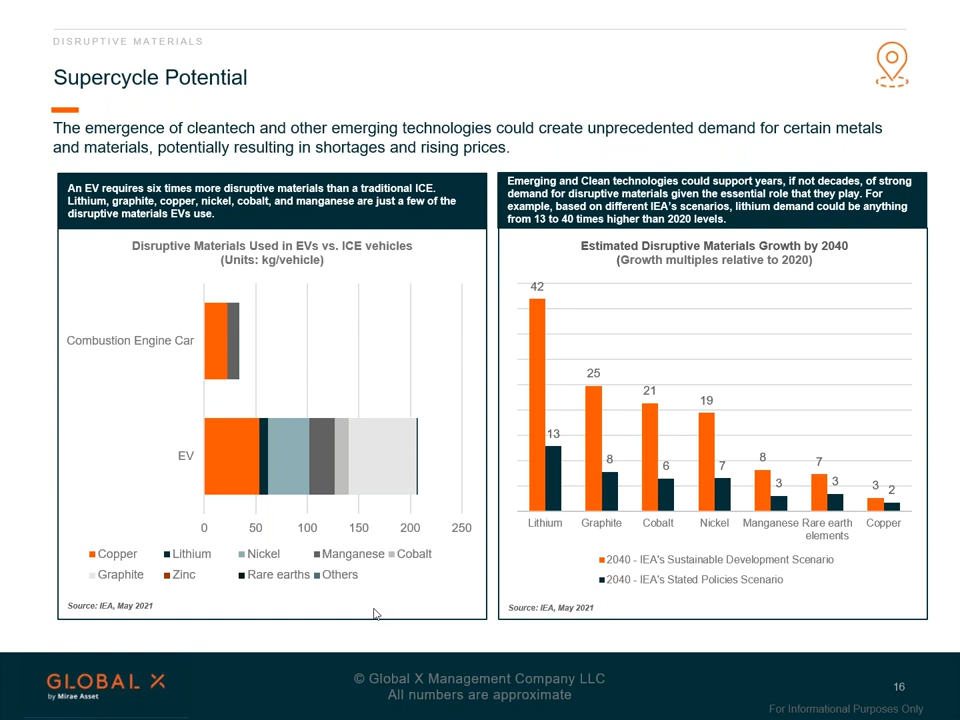 DISRUPTIVE MATERIALS
Supercycle Potential
The emergence of cleantech and other emerging technologies could create unprecedented demand for certain metals
and materials, potentially resulting in shortages and rising prices.
An EV requires six times more disruptive materials than a traditional ICE.
Lithium, graphite, copper, nickel, cobalt, and manganese are just a few of the
disruptive materials EVs use.
Disruptive Materials Used in EVs vs. ICE vehicles
(Units: kg/vehicle)
Combustion Engine Car
EV
0 50 100 150 200 250
Copper Lithium Nickel Manganese Cobalt
Graphite Zinc Rare earths Others
Source: IEA, May 2021
Emerging and Clean technologies could support years, if not decades, of strong
demand for disruptive materials given the essential role that they play. For
example, based on different IEA's scenarios, lithium demand could be anything
from 13 to 40 times higher than 2020 levels.
Estimated Disruptive Materials Growth by 2040
(Growth multiples relative to 2020)
42
25
21
19
13
8
6
7
8
3
7
3
3
2
Lithium Graphite Cobalt Nickel Manganese Rare earth Copper
elements
2040 - IEA's Sustainable Development Scenario
2040 - IEA's Stated Policies Scenario
Source: IEA, May 2021
GLOBAL X
by Mirae Asset
© Global X Management Company LLC
All numbers are approximate
16
For Informational Purposes Only